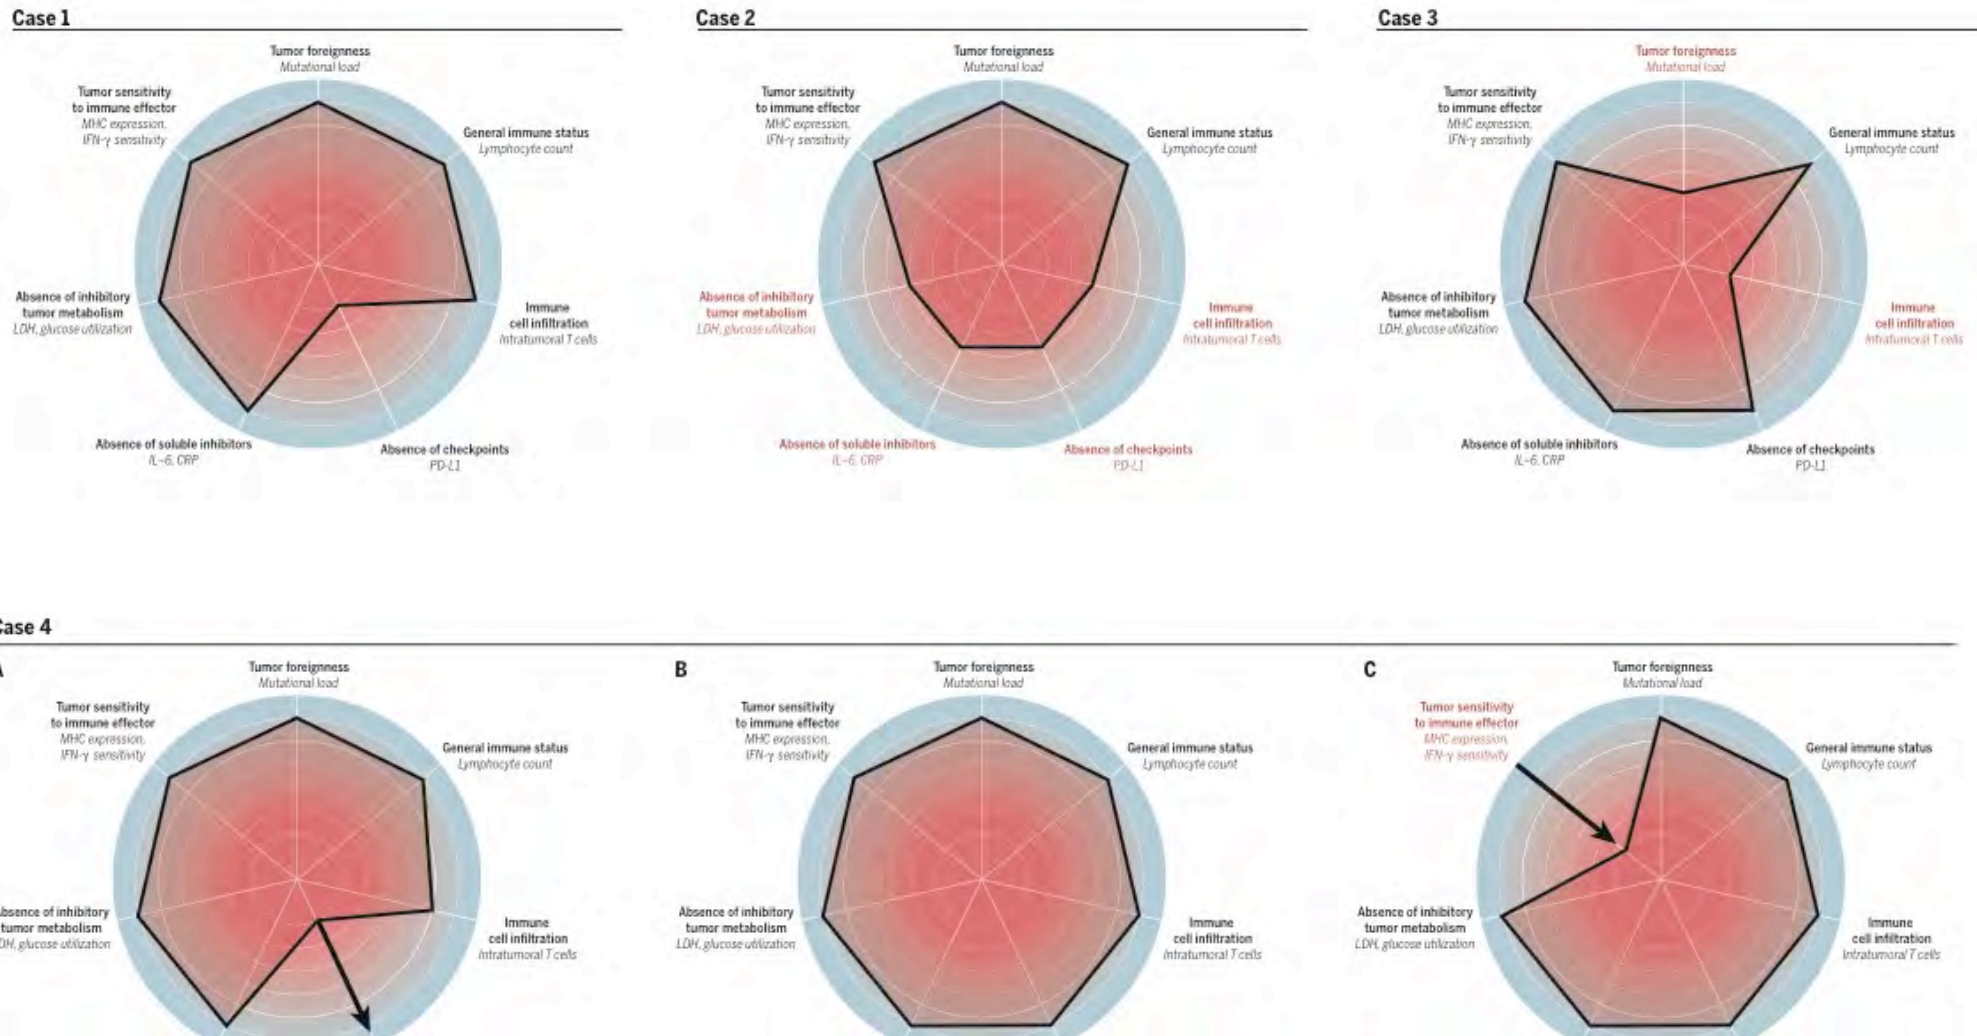 Case 1
Tumor foreignness
Mutational load
Tumor sensitivity
to immune effector
MHC expression,
IFN-γ sensitivity
General immune status
Lymphocyte count
Absence of inhibitory
tumor metabolism
LDH, glucose utilization
Immune
cell infiltration
Intratumoral T cells
Absence of soluble inhibitors
IL-6, CRP
Absence of checkpoints
PD-L1
Case 2
Tumor foreignness
Mutational load
Tumor sensitivity
to immune effector
MHC expression,
IFN-γ sensitivity
General immune status
Lymphocyte count
Absence of inhibitory
tumor metabolism
LDH, glucose utilization
Immune
cell infiltration
Intratumoral T cells
Absence of soluble inhibitors
IL-6, CRP
Absence of checkpoints
PD-L1
Case 3
Tumor foreignness
Mutational load
Tumor sensitivity
to immune effector
MHC expression,
IFN-γ sensitivity
General immune status
Lymphocyte count
Absence of inhibitory
tumor metabolism
LDH, glucose utilization
Immune
cell infiltration
Intratumoral T cells
Absence of soluble inhibitors
IL-6, CRP
Absence of checkpoints
PD-L1
Case 4
Tumor foreignness
Mutational load
Tumor sensitivity
to immune effector
MHC expression,
IFN-γ sensitivity
General immune status
Lymphocyte count
Absence of inhibitory
tumor metabolism
LDH, glucose utilization
Immune
cell infiltration
Intratumoral T cells
B
Tumor foreignness
Mutational load
Tumor sensitivity
to immune effector
MHC expression,
IFN-γ sensitivity
General immune status
Lymphocyte count
Absence of inhibitory
tumor metabolism
LDH, glucose utilization
Immune
cell infiltration
Intratumoral T cells
C
Tumor foreignness
Mutational load
Tumor sensitivity
to immune effector
MHC expression,
IFN-γ sensitivity
General immune status
Lymphocyte count
Absence of inhibitory
tumor metabolism
LDH, glucose utilization
Immune
cell infiltration
Intratumoral T cells